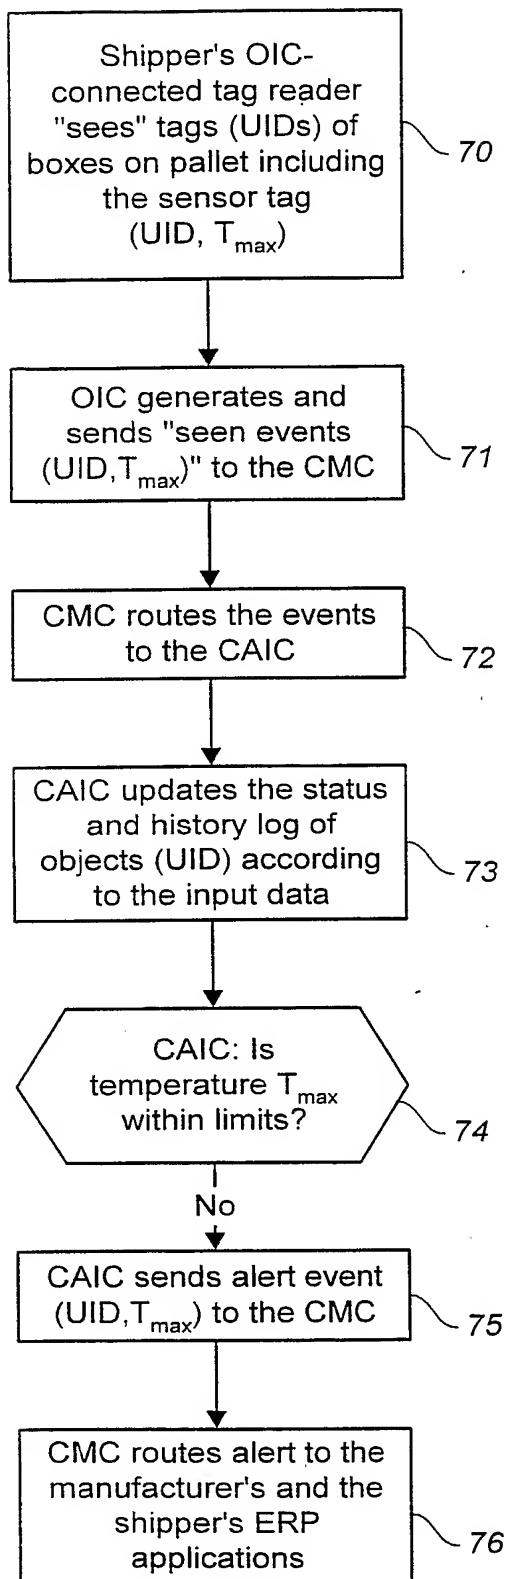 Shipper's OIC-
connected tag reader
"sees" tags (UIDs) of
boxes on pallet including
the sensor tag
(UID, Tmax)
70
OIC generates and
sends "seen events
(UID,Tmax)" to the CMC
71
CMC routes the events
to the CAIC
72
CAIC updates the status
and history log of
objects (UID) according
to the input data
73
CAIC: Is
temperature Tmax
within limits?
74
No
CAIC sends alert event
(UID,Tmax) to the CMC
75
CMC routes alert to the
manufacturer's and the
shipper's ERP
applications
76